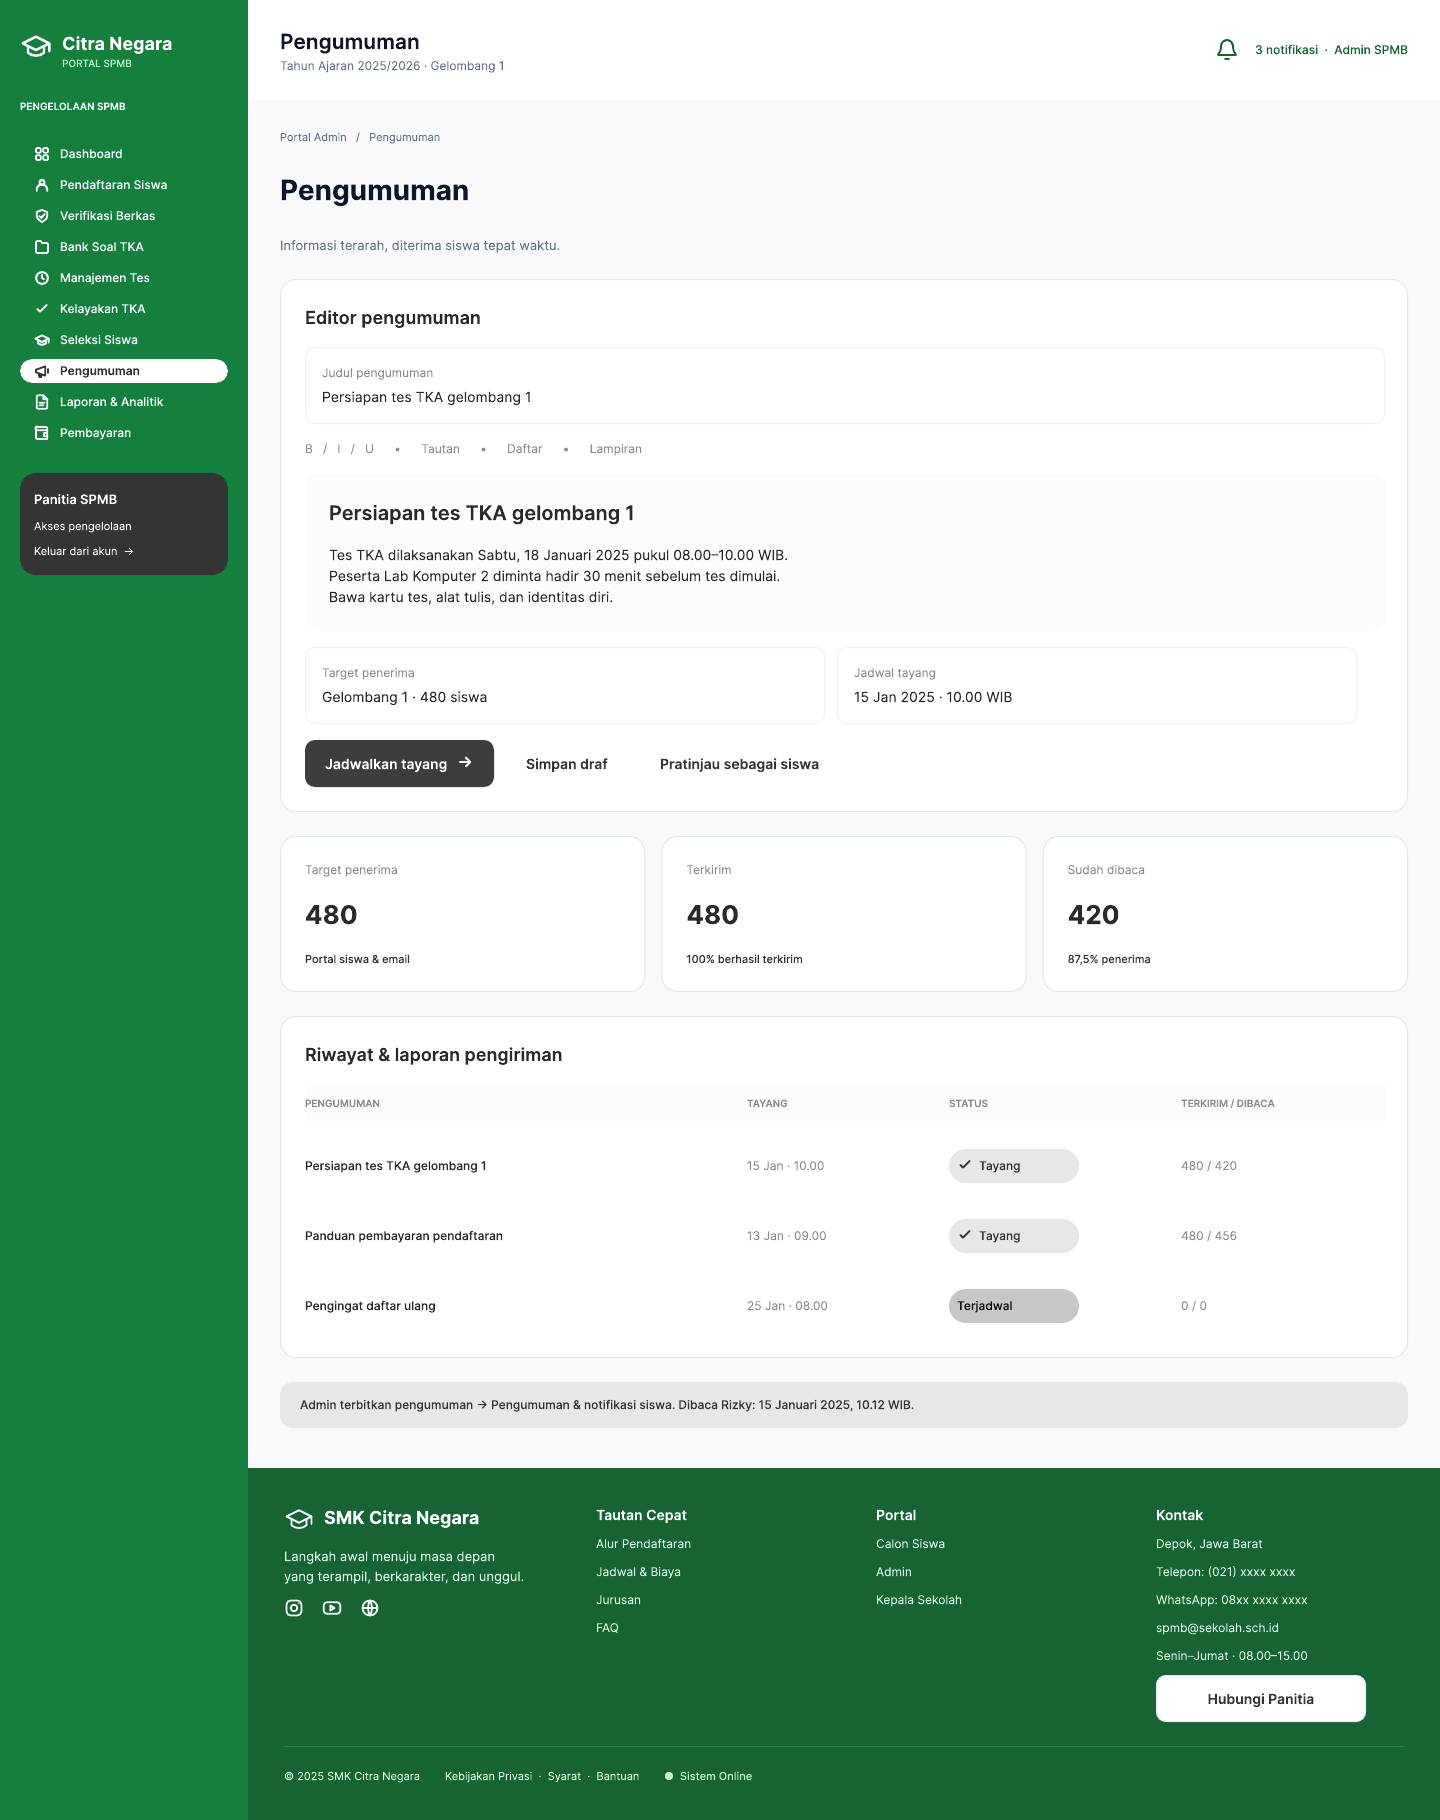 Citra Negara
PORTAL SPMB
PENGELOLAAN SPMB
Dashboard
Pendaftaran Siswa
Verifikasi Berkas
Bank Soal TKA
Manajemen Tes
Kelayakan TKA
Seleksi Siswa
Pengumuman
Laporan & Analitik
Pembayaran
Panitia SPMB
Akses pengelolaan
Keluar dari akun →
Pengumuman
Tahun Ajaran 2025/2026 · Gelombang 1
3 notifikasi · Admin SPMB
Portal Admin / Pengumuman
Pengumuman
Informasi terarah, diterima siswa tepat waktu.
Editor pengumuman
Judul pengumuman
Persiapan tes TKA gelombang 1
B / I / U • Tautan • Daftar • Lampiran
Persiapan tes TKA gelombang 1
Tes TKA dilaksanakan Sabtu, 18 Januari 2025 pukul 08.00–10.00 WIB.
Peserta Lab Komputer 2 diminta hadir 30 menit sebelum tes dimulai.
Bawa kartu tes, alat tulis, dan identitas diri.
Target penerima
Gelombang 1 · 480 siswa
Jadwal tayang
15 Jan 2025 · 10.00 WIB
Jadwalkan tayang →
Simpan draf
Pratinjau sebagai siswa
Target penerima
480
Portal siswa & email
Terkirim
480
100% berhasil terkirim
Sudah dibaca
420
87,5% penerima
Riwayat & laporan pengiriman
PENGUMUMAN TAYANG STATUS TERKIRIM / DIBACA
Persiapan tes TKA gelombang 1 15 Jan · 10.00 Tayang 480 / 420
Panduan pembayaran pendaftaran 13 Jan · 09.00 Tayang 480 / 456
Pengingat daftar ulang 25 Jan · 08.00 Terjadwal 0 / 0
Admin terbitkan pengumuman → Pengumuman & notifikasi siswa. Dibaca Rizky: 15 Januari 2025, 10.12 WIB.
SMK Citra Negara
Langkah awal menuju masa depan
yang terampil, berkarakter, dan unggul.
Tautan Cepat
Alur Pendaftaran
Jadwal & Biaya
Jurusan
FAQ
Portal
Calon Siswa
Admin
Kepala Sekolah
Kontak
Depok, Jawa Barat
Telepon: (021) xxxx xxxx
WhatsApp: 08xx xxxx xxxx
spmb@sekolah.sch.id
Senin–Jumat · 08.00–15.00
Hubungi Panitia
© 2025 SMK Citra Negara Kebijakan Privasi · Syarat · Bantuan ● Sistem Online